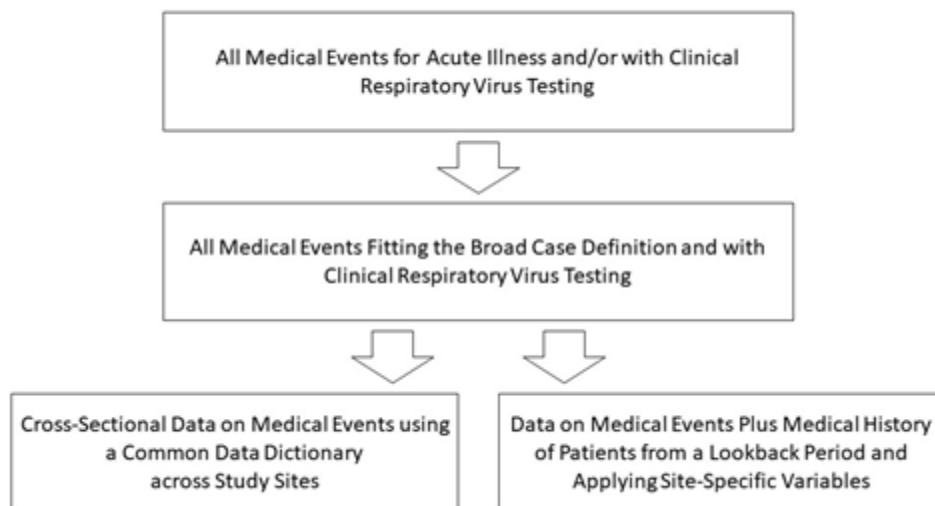 All Medical Events for Acute Illness and/or with Clinical
Respiratory Virus Testing
All Medical Events Fitting the Broad Case Definition and with
Clinical Respiratory Virus Testing
Cross-Sectional Data on Medical Events using
a Common Data Dictionary
across Study Sites
Data on Medical Events Plus Medical History
of Patients from a Lookback Period and
Applying Site-Specific Variables